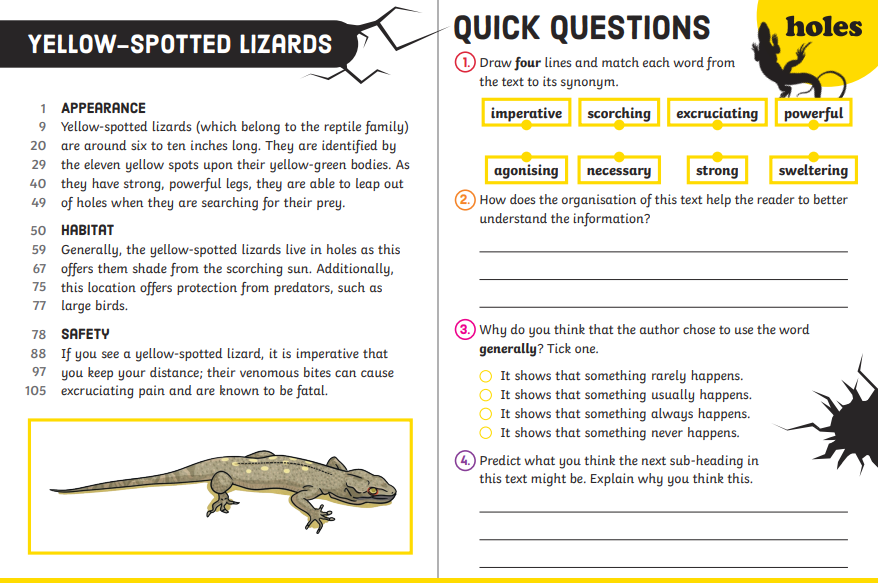 YELLOW-SPOTTED LIZARDS
1 APPEARANCE
9 Yellow-spotted lizards (which belong to the reptile family)
20 are around six to ten inches long. They are identified by
29 the eleven yellow spots upon their yellow-green bodies. As
40 they have strong, powerful legs, they are able to leap out
49 of holes when they are searching for their prey.
50 HABITAT
59 Generally, the yellow-spotted lizards live in holes as this
67 offers them shade from the scorching sun. Additionally,
75 this location offers protection from predators, such as
77 large birds.
78 SAFETY
88 If you see a yellow-spotted lizard, it is imperative that
97 you keep your distance; their venomous bites can cause
105 excruciating pain and are known to be fatal.
QUICK QUESTIONS
holes
1. Draw four lines and match each word from
the text to its synonym.
imperative scorching excruciating powerful
agonising necessary strong sweltering
2. How does the organisation of this text help the reader to better
understand the information?
3. Why do you think that the author chose to use the word
generally? Tick one.
It shows that something rarely happens.
It shows that something usually happens.
It shows that something always happens.
It shows that something never happens.
4. Predict what you think the next sub-heading in
this text might be. Explain why you think this.